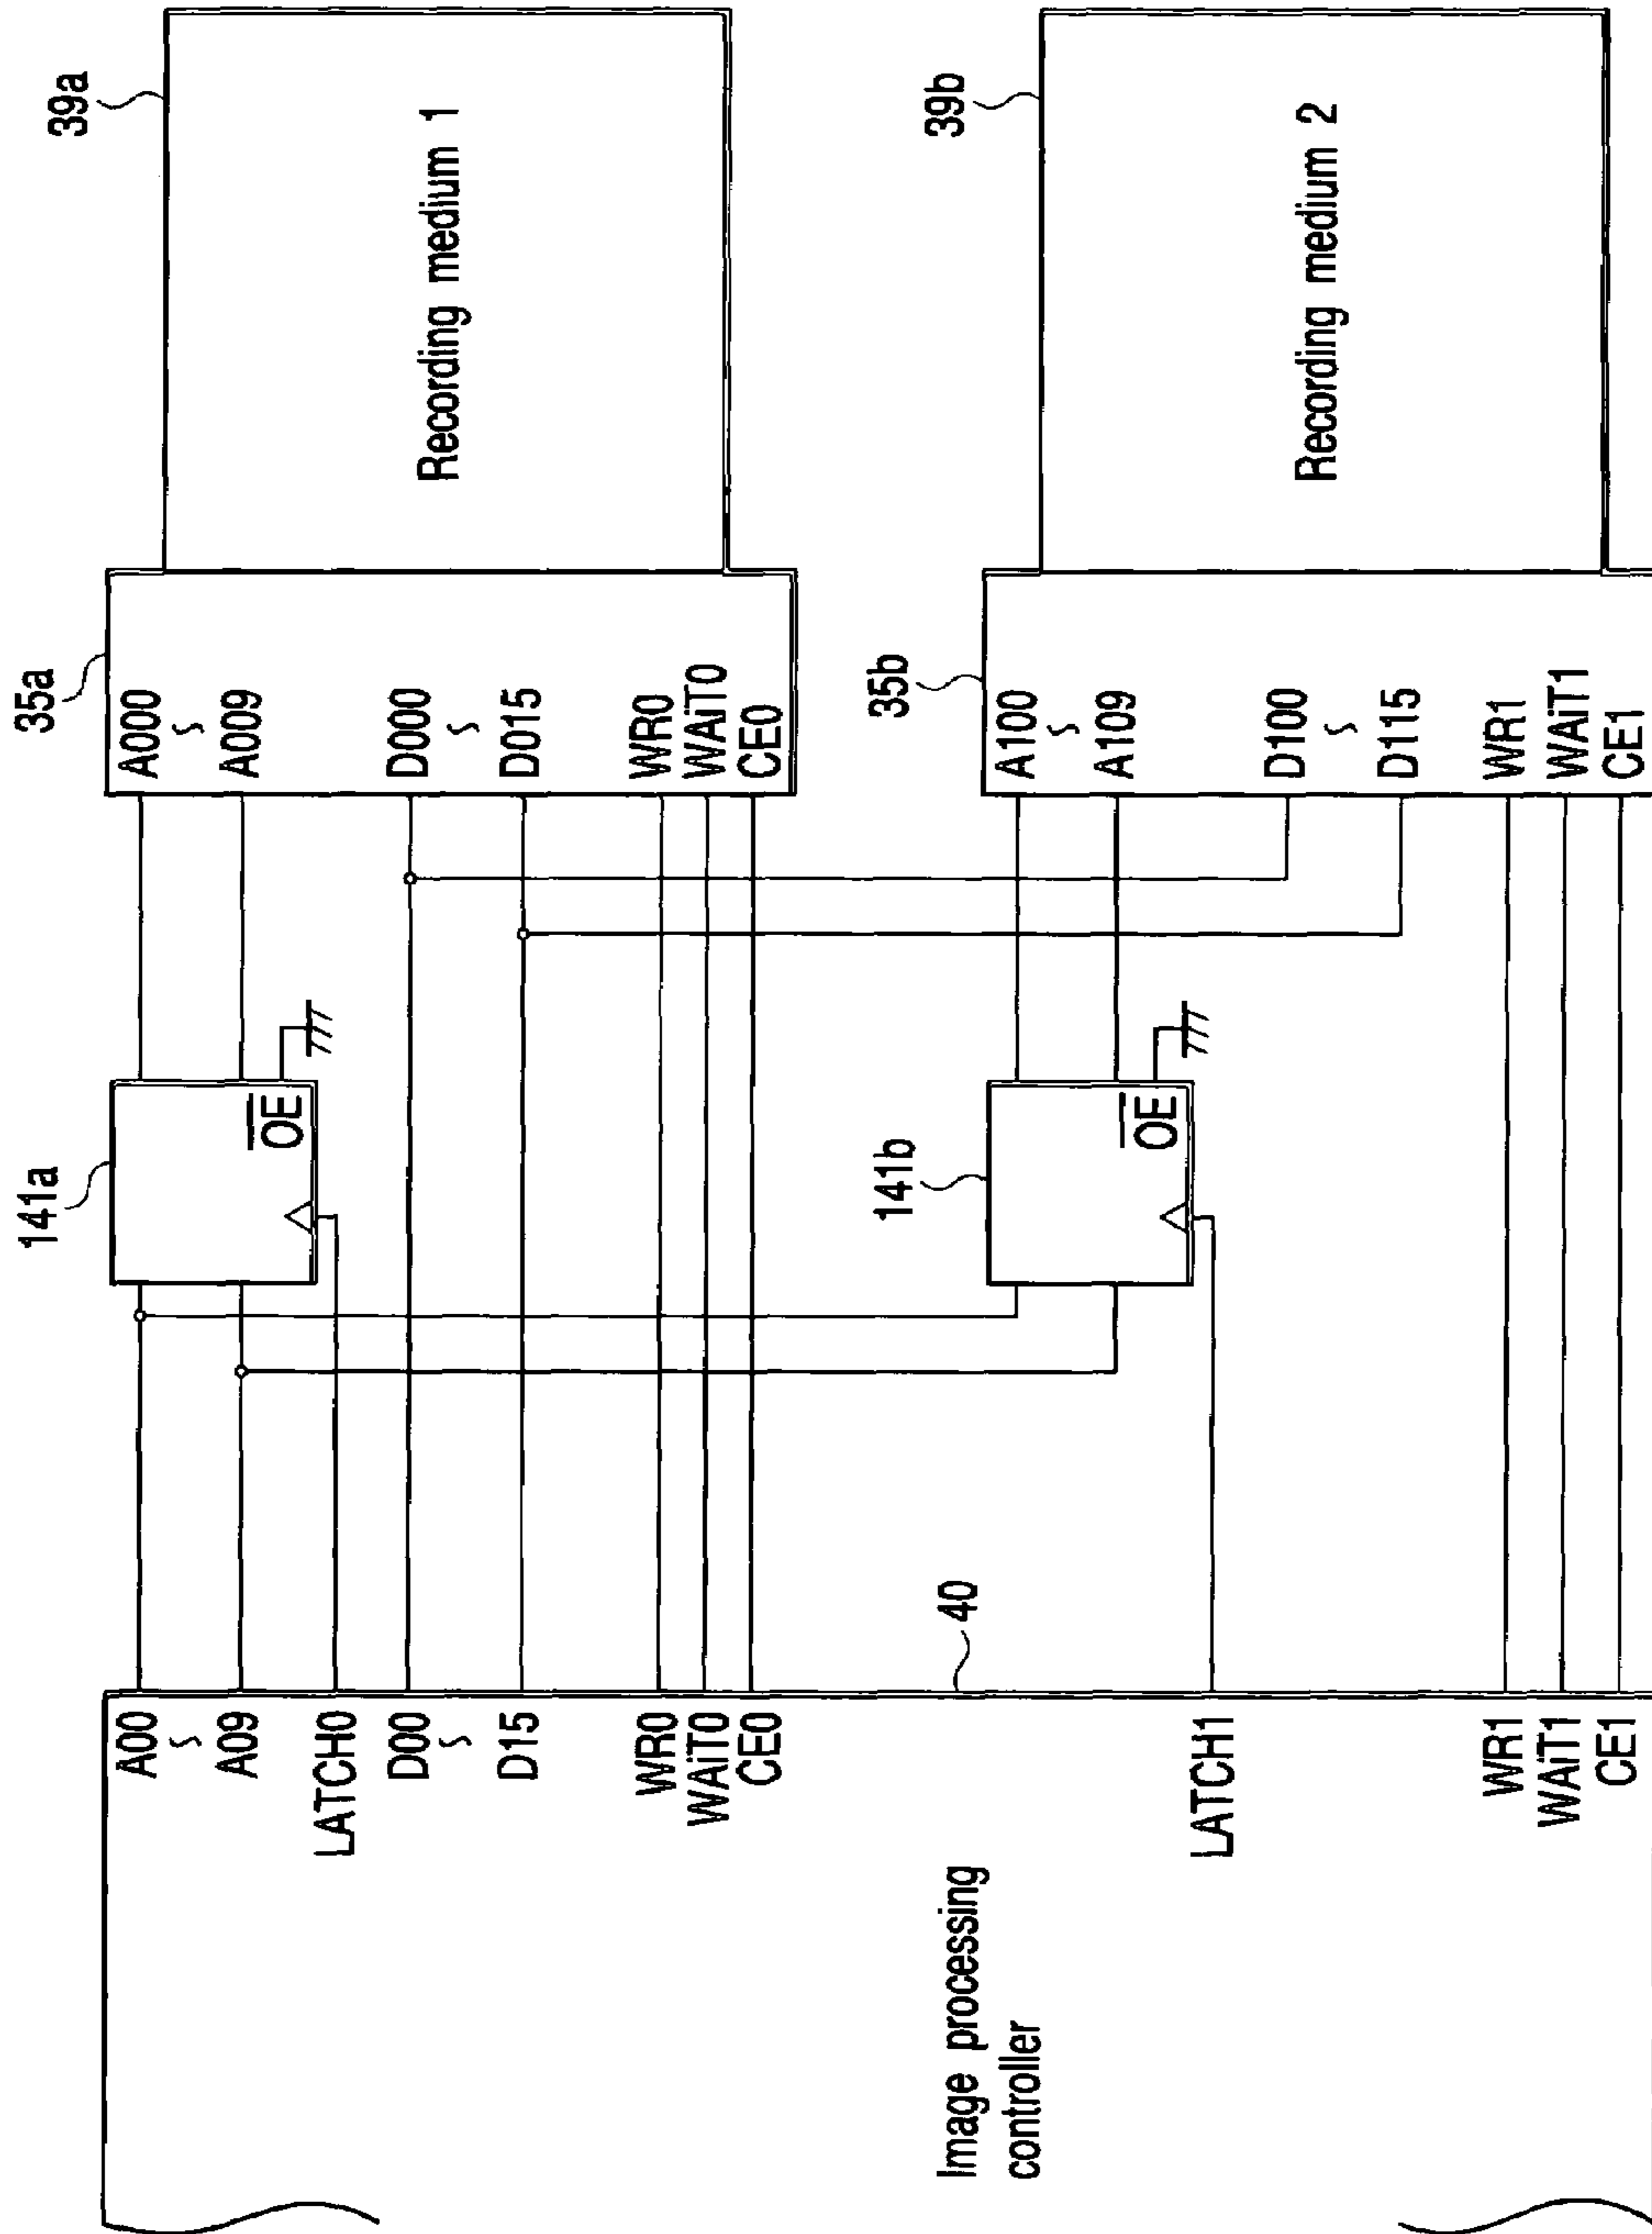 Image processing
controller
40
A00
~
A09
LATCH0
D00
~
D15
WR0
WAiT0
CE0
LATCH1
WR1
WAiT1
CE1
141a
OE
141b
OE
35a
A000
~
A009
D000
~
D015
WR0
WAiT0
CE0
35b
A100
~
A109
D100
~
D115
WR1
WAiT1
CE1
39a
Recording medium 1
39b
Recording medium 2